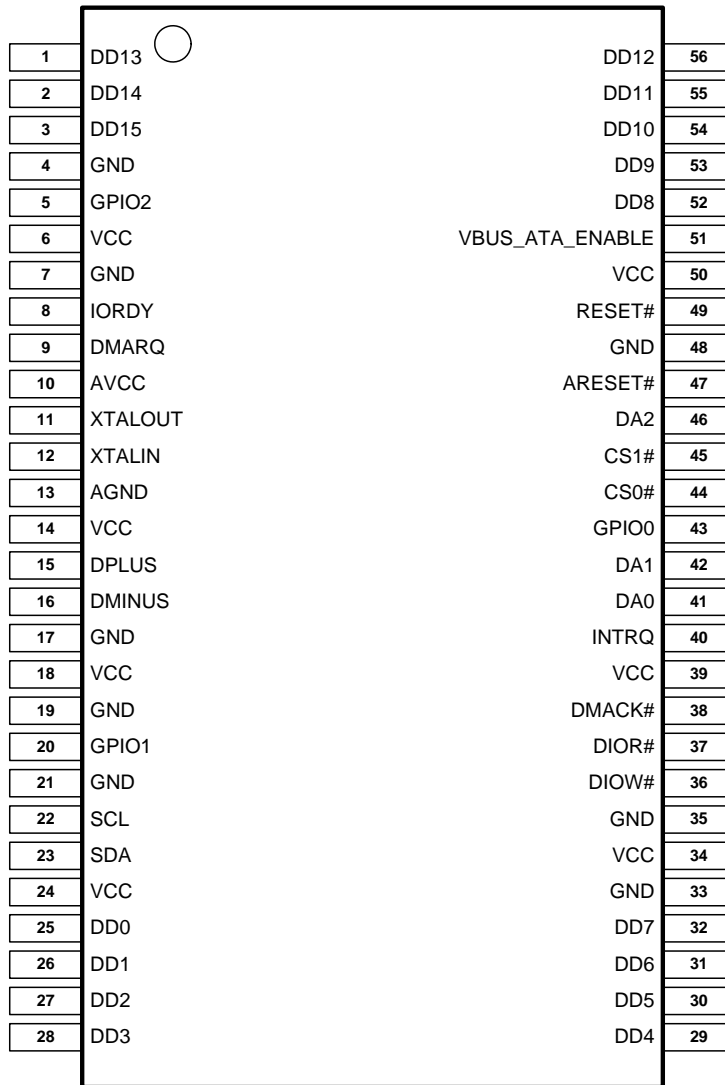 1 DD13 DD12 56
2 DD14 DD11 55
3 DD15 DD10 54
4 GND DD9 53
5 GPIO2 DD8 52
6 VCC VBUS_ATA_ENABLE 51
7 GND VCC 50
8 IORDY RESET# 49
9 DMARQ GND 48
10 AVCC ARESET# 47
11 XTALOUT DA2 46
12 XTALIN CS1# 45
13 AGND CS0# 44
14 VCC GPIO0 43
15 DPLUS DA1 42
16 DMINUS DA0 41
17 GND INTRQ 40
18 VCC VCC 39
19 GND DMACK# 38
20 GPIO1 DIOR# 37
21 GND DIOW# 36
22 SCL GND 35
23 SDA VCC 34
24 VCC GND 33
25 DD0 DD7 32
26 DD1 DD6 31
27 DD2 DD5 30
28 DD3 DD4 29